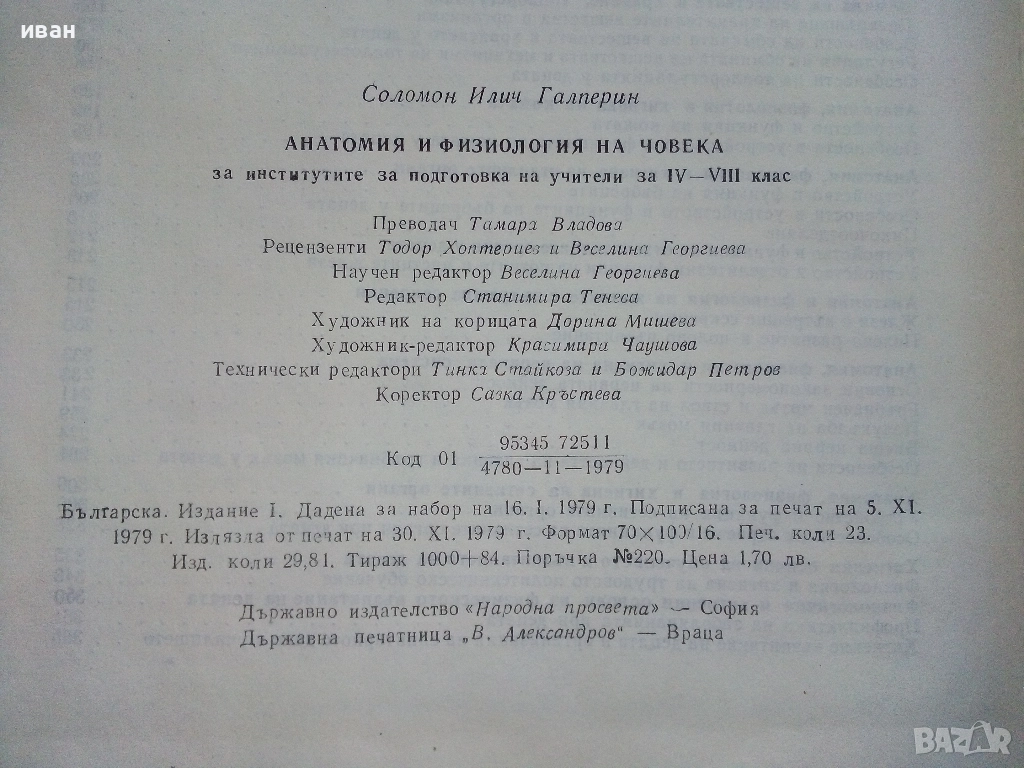 иван
Соломон Илич Галперин
АНАТОМИЯ И ФИЗИОЛОГИЯ НА ЧОВЕКА
за институтите за подготовка на учители за IV—VIII клас
Преводач Тамара Владова
Рецензенти Тодор Хоптериев и Веселина Георгиева
Научен редактор Веселина Георгиева
Редактор Станимира Тенева
Художник на корицата Дорина Мишева
Художник-редактор Красимира Чаушова
Технически редактори Тинка Стайкоза и Божидар Петров
Коректор Сазка Кръстева
95345 72511
Код 01
4780—11—1979
Българска. Издание I. Дадена за набор на 16. I. 1979 г. Подписана за печат на 5. XI.
1979 г. Излязла от печат на 30. XI. 1979 г. Формат 70×100/16. Печ. коли 23.
Изд. коли 29,81. Тираж 1000+84. Поръчка №220. Цена 1,70 лв.
Държавно издателство «Народна просвета» — София
Държавна печатница „В. Александров" — Враца
BAZAR